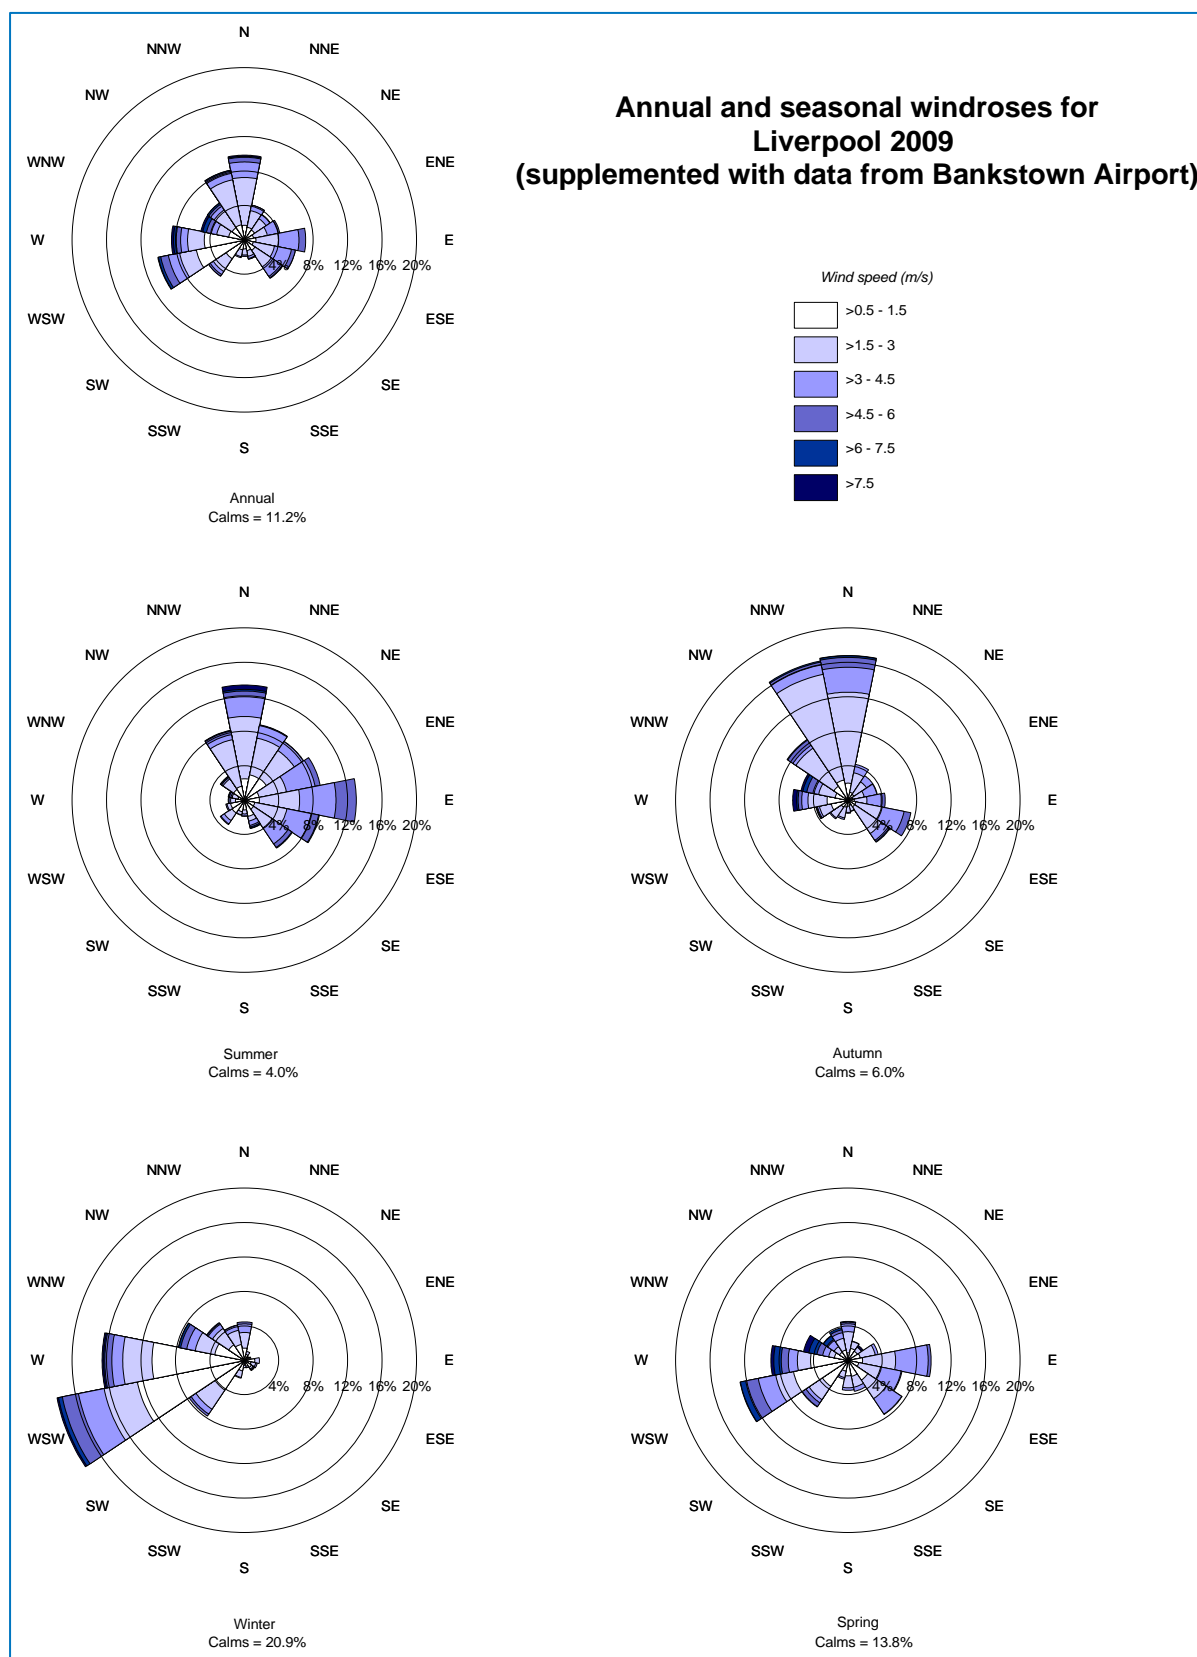 Annual and seasonal windroses for
Liverpool 2009
(supplemented with data from Bankstown Airport)
N
NNW NNE
NW NE
WNW ENE
W E
4% 8% 12% 16% 20%
WSW ESE
SW SE
SSW SSE
S
Annual
Calms = 11.2%
Wind speed (m/s)
>0.5 - 1.5
>1.5 - 3
>3 - 4.5
>4.5 - 6
>6 - 7.5
>7.5
N
NNW NNE
NW NE
WNW ENE
W E
4% 8% 12% 16% 20%
WSW ESE
SW SE
SSW SSE
S
Summer
Calms = 4.0%
N
NNW NNE
NW NE
WNW ENE
W E
4% 8% 12% 16% 20%
WSW ESE
SW SE
SSW SSE
S
Autumn
Calms = 6.0%
N
NNW NNE
NW NE
WNW ENE
W E
4% 8% 12% 16% 20%
WSW ESE
SW SE
SSW SSE
S
Winter
Calms = 20.9%
N
NNW NNE
NW NE
WNW ENE
W E
4% 8% 12% 16% 20%
WSW ESE
SW SE
SSW SSE
S
Spring
Calms = 13.8%